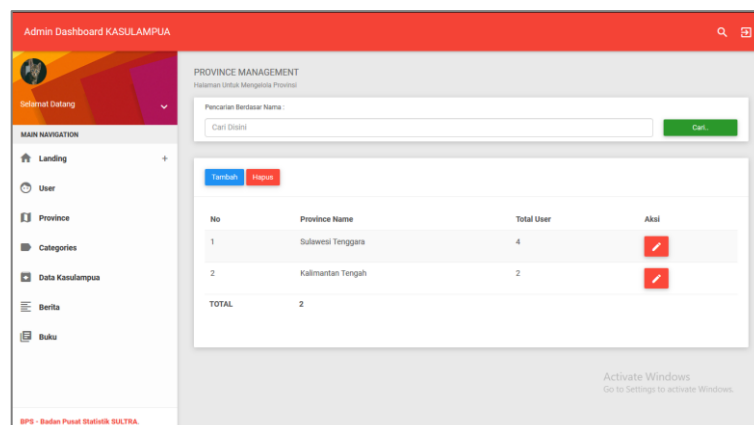 Admin Dashboard KASULAMPUA
Selamat Datang
MAIN NAVIGATION
Landing
User
Province
Categories
Data Kasulampua
Berita
Buku
BPS - Badan Pusat Statistik SULTRA.
PROVINCE MANAGEMENT
Halaman Untuk Mengelola Provinsi
Pencarian Berdasar Nama :
Cari Disini Cari..
Tambah Hapus
No Province Name Total User Aksi
1 Sulawesi Tenggara 4
2 Kalimantan Tengah 2
TOTAL 2
Activate Windows
Go to Settings to activate Windows.